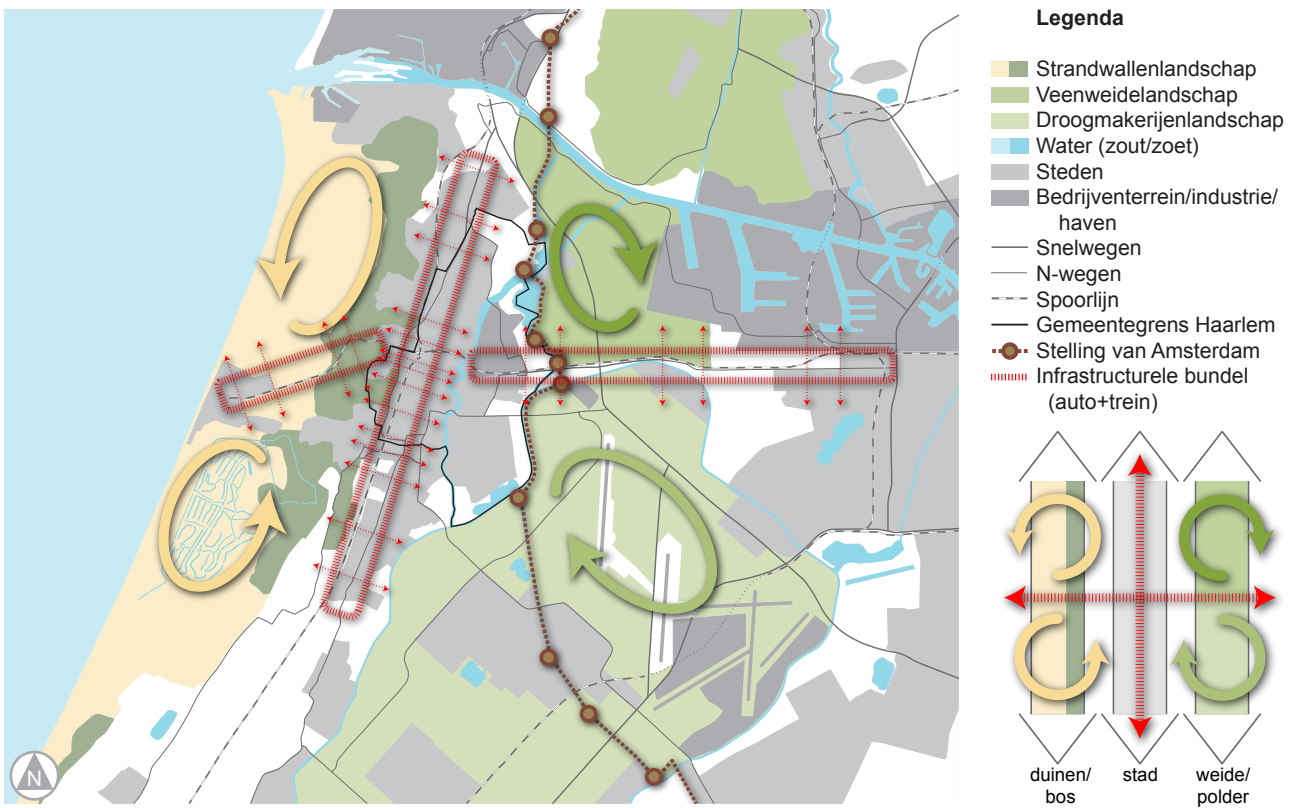 Legenda
Strandwallenlandschap
Veenweidelandschap
Droogmakerijenlandschap
Water (zout/zoet)
Steden
Bedrijventerrein/industrie/
haven
Snelwegen
N-wegen
Spoorlijn
Gemeentegrens Haarlem
Stelling van Amsterdam
Infrastructurele bundel
(auto+trein)
duinen/
bos
stad
weide/
polder
N